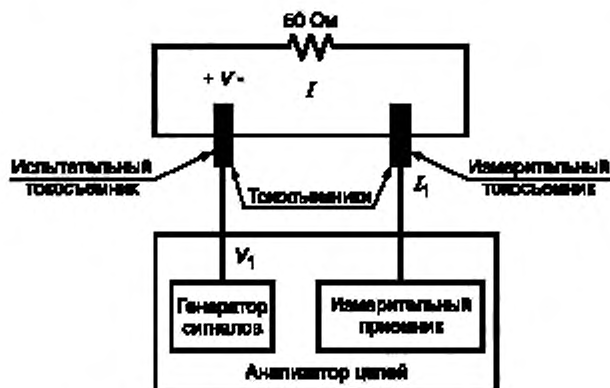 50 Ом
+ V -
I
Испытательный
токосъемник
Токосъемники
Измерительный
токосъемник
I₁
V₁
Генератор
сигналов
Измерительный
приемник
Анализатор цепей